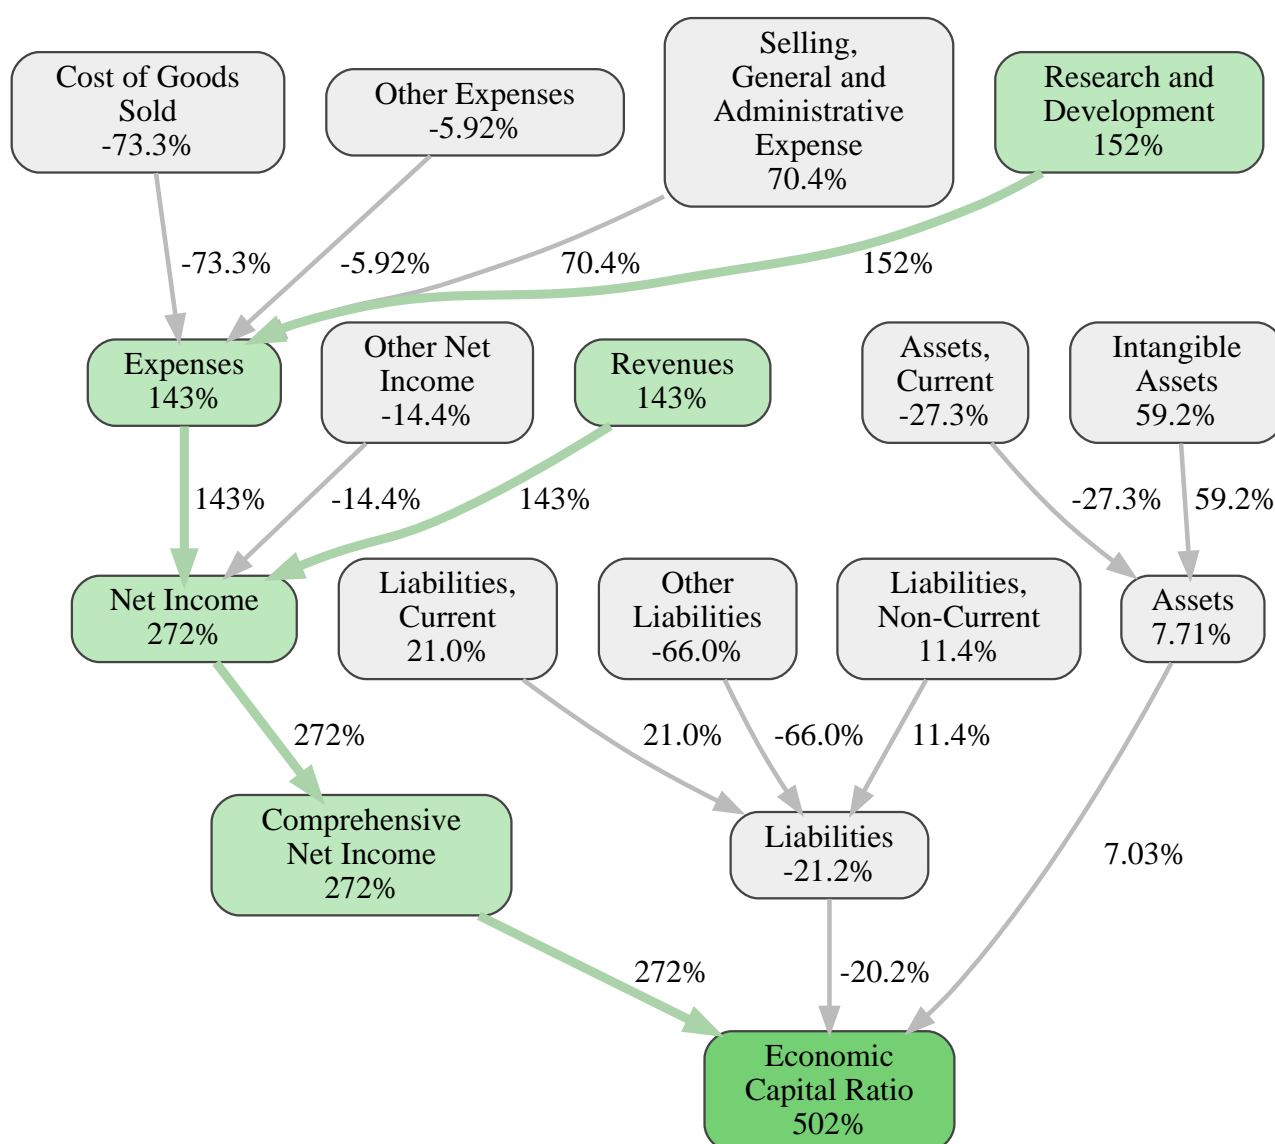 Cost of Goods
Sold
-73.3%
Other Expenses
-5.92%
Selling,
General and
Administrative
Expense
70.4%
Research and
Development
152%
-73.3%
-5.92%
70.4%
152%
Expenses
143%
Other Net
Income
-14.4%
Revenues
143%
Assets,
Current
-27.3%
Intangible
Assets
59.2%
143%
-14.4%
143%
-27.3%
59.2%
Net Income
272%
Liabilities,
Current
21.0%
Other
Liabilities
-66.0%
Liabilities,
Non-Current
11.4%
Assets
7.71%
272%
21.0%
-66.0%
11.4%
Comprehensive
Net Income
272%
Liabilities
-21.2%
7.03%
272%
-20.2%
Economic
Capital Ratio
502%